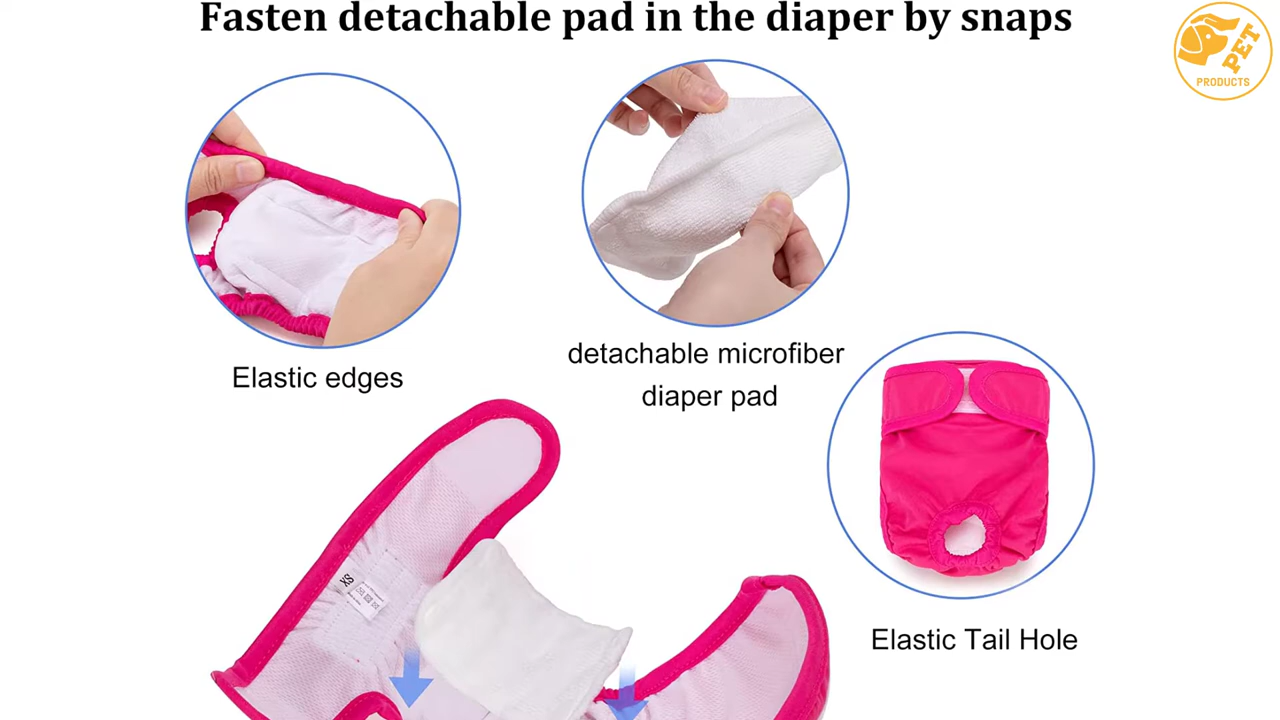 Fasten detachable pad in the diaper by snaps
PET
PRODUCTS
Elastic edges
detachable microfiber
diaper pad
Elastic Tail Hole
XS